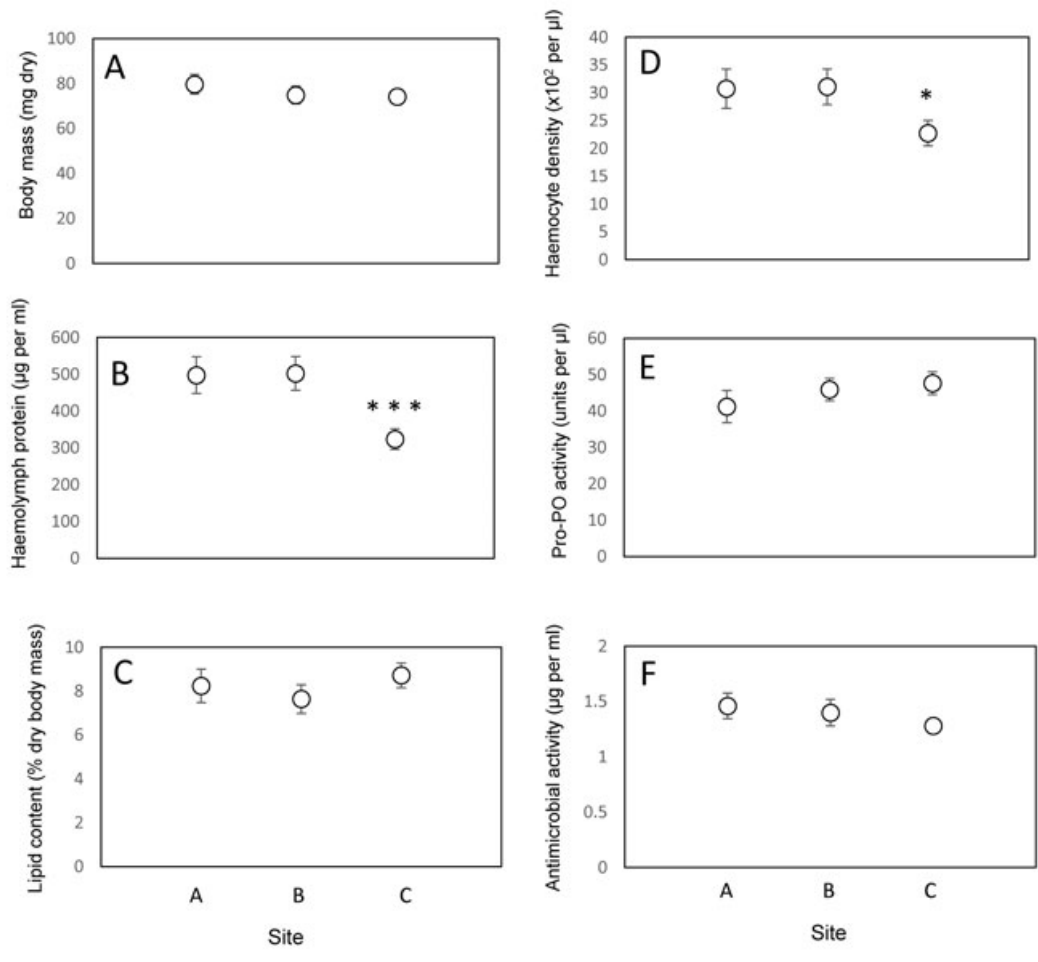 A
Body mass (mg dry)
100
80
60
40
20
0
B
Haemolymph protein (µg per ml)
600
500
400
300
200
100
0
* * *
C
Lipid content (% dry body mass)
10
8
6
4
2
0
A B C
Site
D
Haemocyte density (x10² per µl)
40
35
30
25
20
15
10
5
0
*
E
Pro-PO activity (units per µl)
60
50
40
30
20
10
0
F
Antimicrobial activity (µg per ml)
2
1.5
1
0.5
0
A B C
Site